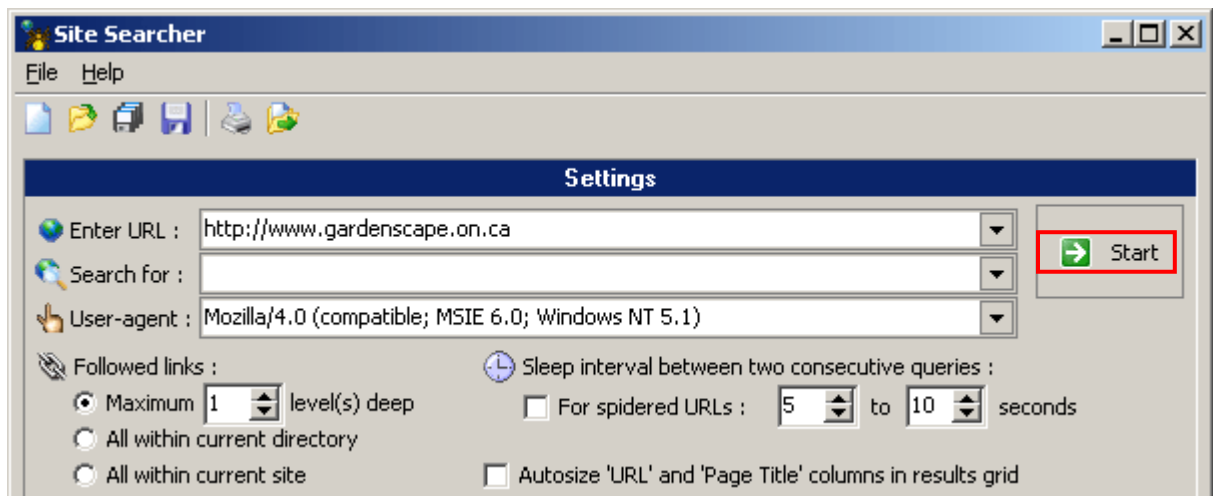 Site Searcher
File Help
Settings
Enter URL : http://www.gardenscape.on.ca
Start
Search for :
User-agent : Mozilla/4.0 (compatible; MSIE 6.0; Windows NT 5.1)
Followed links : Sleep interval between two consecutive queries :
Maximum 1 level(s) deep For spidered URLs : 5 to 10 seconds
All within current directory
All within current site Autosize 'URL' and 'Page Title' columns in results grid